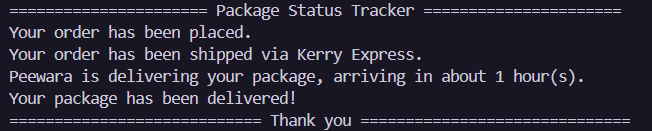 ====================== Package Status Tracker ======================
Your order has been placed.
Your order has been shipped via Kerry Express.
Peewara is delivering your package, arriving in about 1 hour(s).
Your package has been delivered!
============================ Thank you ==============================